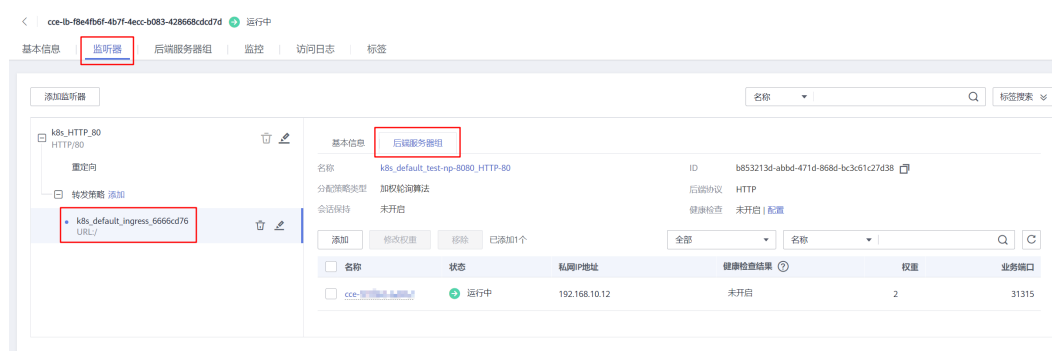 cce-lb-f8e4fb6f-4b7f-4ecc-b083-428668cdcd7d 运行中
基本信息 监听器 后端服务器组 监控 访问日志 标签
添加监听器 名称 标签搜索
k8s_HTTP_80
HTTP/80
重定向
转发策略 添加
k8s_default_ingress_6666cd76
URL:/
基本信息 后端服务器组
名称 k8s_default_test-np-8080_HTTP-80 ID b853213d-abbd-471d-868d-bc3c61c27d38
分配策略类型 加权轮询算法 后端协议 HTTP
会话保持 未开启 健康检查 未开启 | 配置
添加 修改权重 移除 已添加1个 全部 名称
名称 状态 私网IP地址 健康检查结果 ? 权重 业务端口
cce- 运行中 192.168.10.12 未开启 2 31315